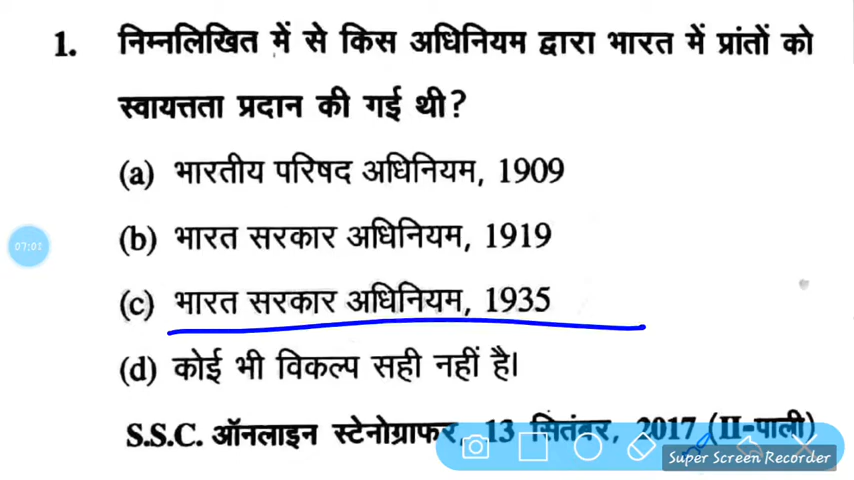 1. निम्नलिखित में से किस अधिनियम द्वारा भारत में प्रांतों को
स्वायत्तता प्रदान की गई थी?
(a) भारतीय परिषद अधिनियम, 1909
(b) भारत सरकार अधिनियम, 1919
07:01
(c) भारत सरकार अधिनियम, 1935
(d) कोई भी विकल्प सही नहीं है।
S.S.C. ऑनलाइन स्टेनोग्राफर, 13 सितंबर, 2017 (II-पाली)
Super Screen Recorder